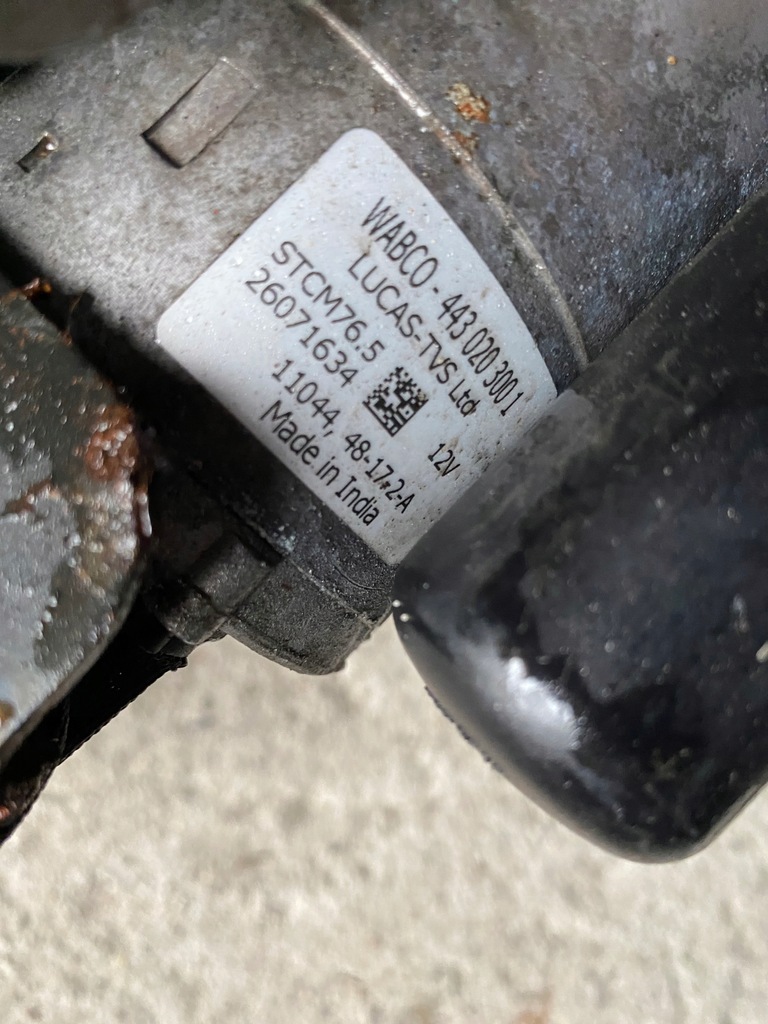 WABCO - 443 020 300 1
LUCAS-TVS Ltd
STCM76.5
26071634
12V
11044, 48-17.2-A
Made in India